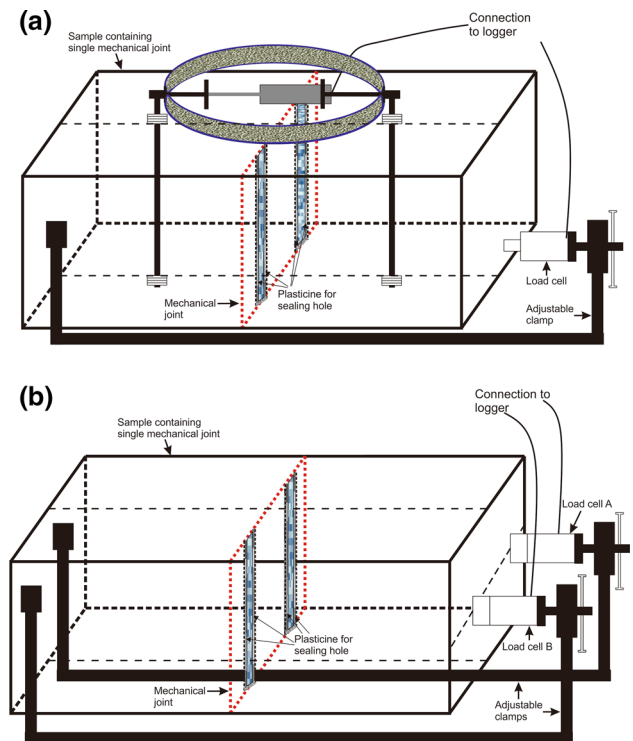 (a)
Sample containing
single mechanical joint
Connection
to logger
Load cell
Plasticine for
sealing hole
Mechanical
joint
Adjustable
clamp
(b)
Sample containing
single mechanical joint
Connection to
logger
Load cell A
Plasticine for
sealing hole
Load cell B
Mechanical
joint
Adjustable
clamps